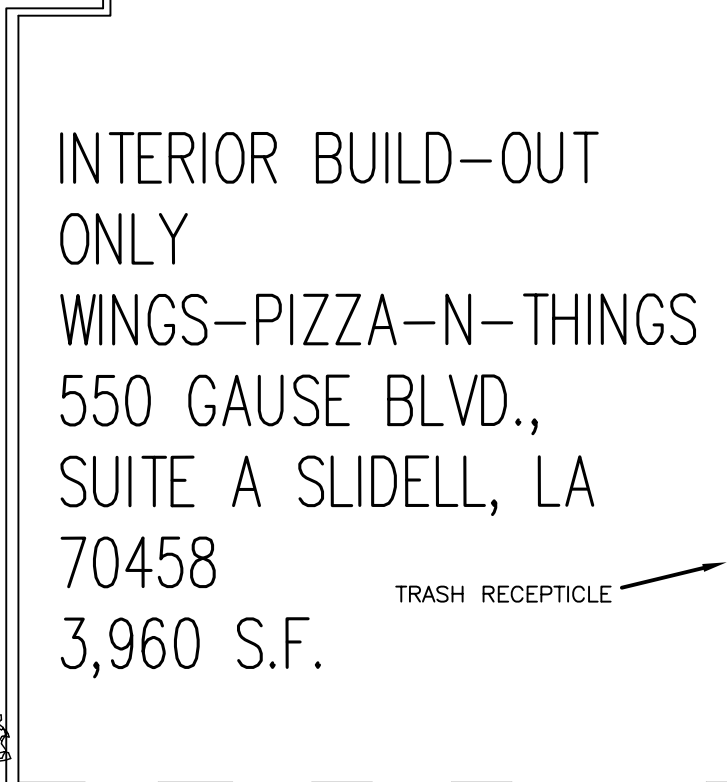 INTERIOR BUILD-OUT
ONLY
WINGS-PIZZA-N-THINGS
550 GAUSE BLVD.,
SUITE A SLIDELL, LA
70458
TRASH RECEPTICLE
3,960 S.F.